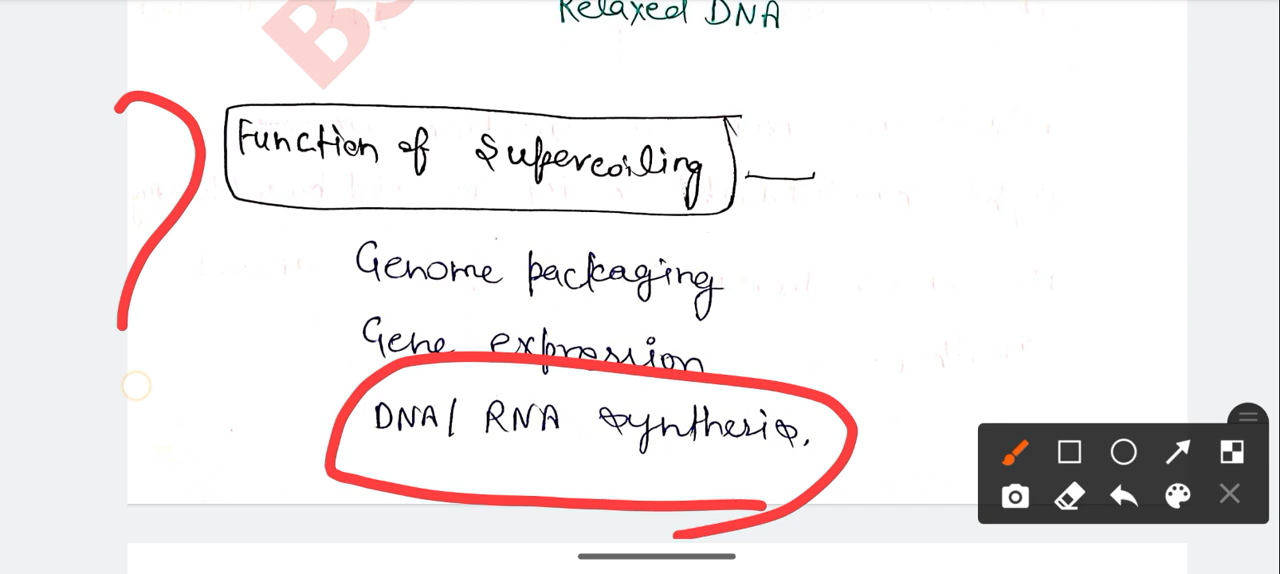 Relaxed DNA
Function of Supercoiling
Genome packaging
Gene expression
DNA/ RNA synthesis.